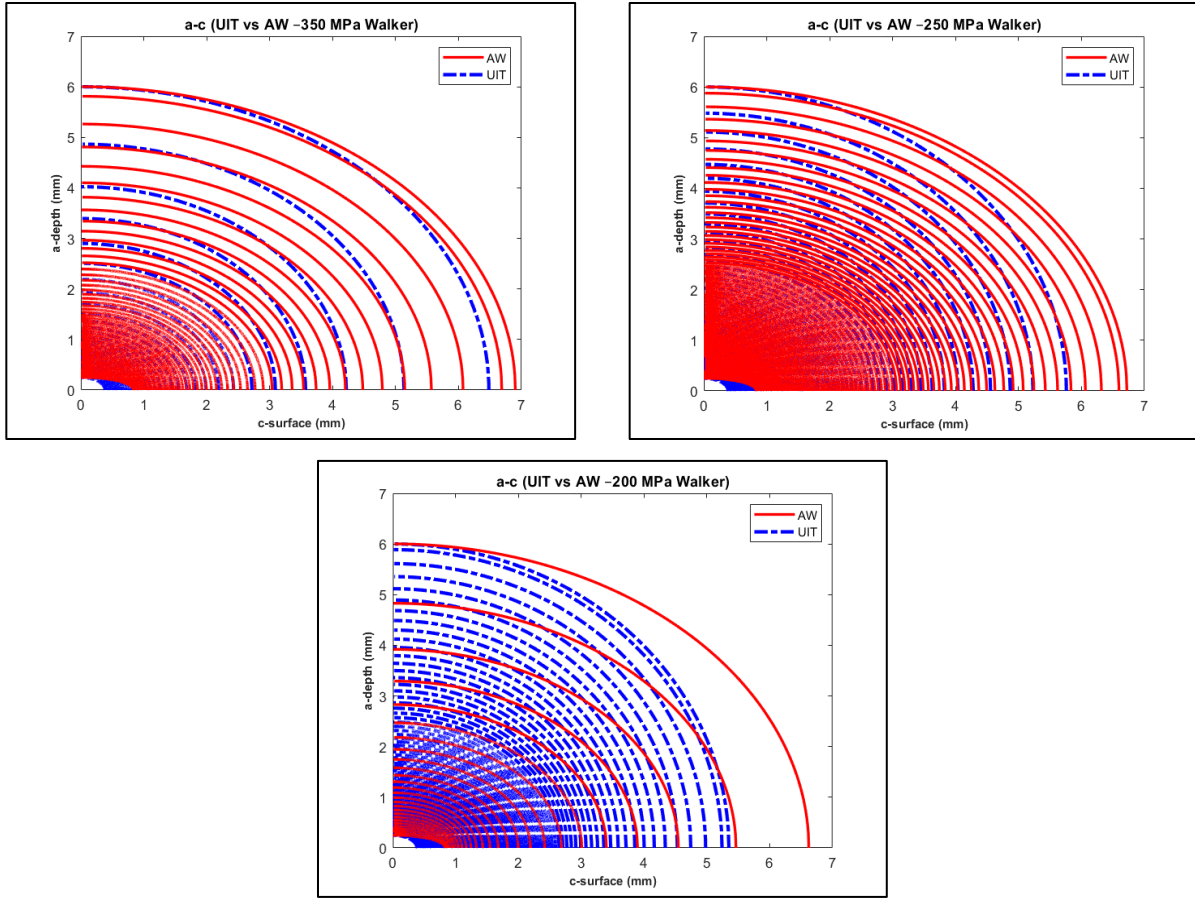 a-c (UIT vs AW –350 MPa Walker)
7
6
5
4
3
2
1
0
a-depth (mm)
AW
UIT
0 1 2 3 4 5 6 7
c-surface (mm)
a-c (UIT vs AW –250 MPa Walker)
7
6
5
4
3
2
1
0
a-depth (mm)
AW
UIT
0 1 2 3 4 5 6 7
c-surface (mm)
a-c (UIT vs AW –200 MPa Walker)
7
6
5
4
3
2
1
0
a-depth (mm)
AW
UIT
0 1 2 3 4 5 6 7
c-surface (mm)